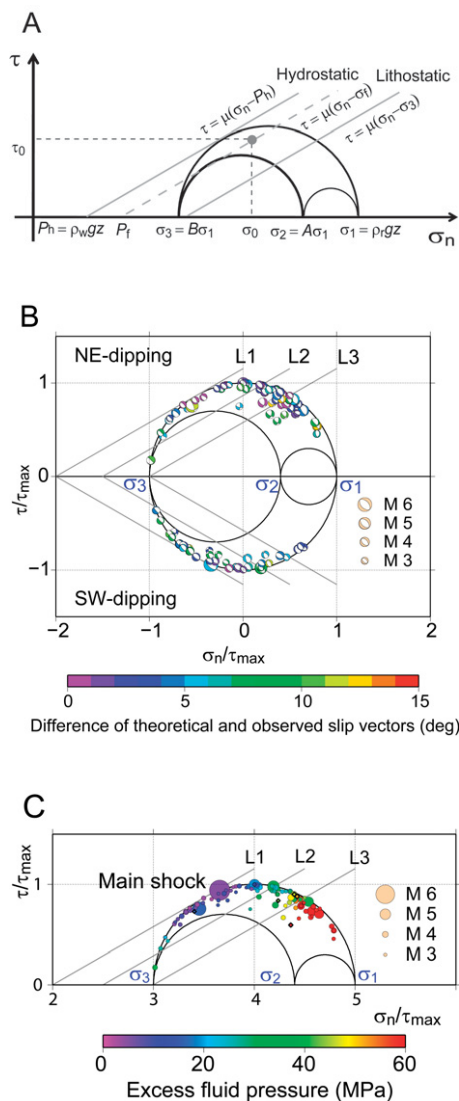 A
τ
Hydrostatic
Lithostatic
τ = μ(σn–Ph)
τ = μ(σn–σf)
τ = μ(σn–σ3)
τ0
Ph = ρwgz
Pf
σ3 = Bσ1
σ0
σ2 = Aσ1
σ1 = ρrgz
σn
B
NE-dipping
L1
L2
L3
τ/τmax
1
0
−1
σ3
σ2
σ1
M 6
M 5
M 4
M 3
SW-dipping
−2
−1
0
1
2
σn/τmax
0
5
10
15
Difference of theoretical and observed slip vectors (deg)
C
τ/τmax
Main shock
L1
L2
L3
M 6
M 5
M 4
M 3
1
0
σ3
σ2
σ1
2
3
4
5
σn/τmax
0
20
40
60
Excess fluid pressure (MPa)